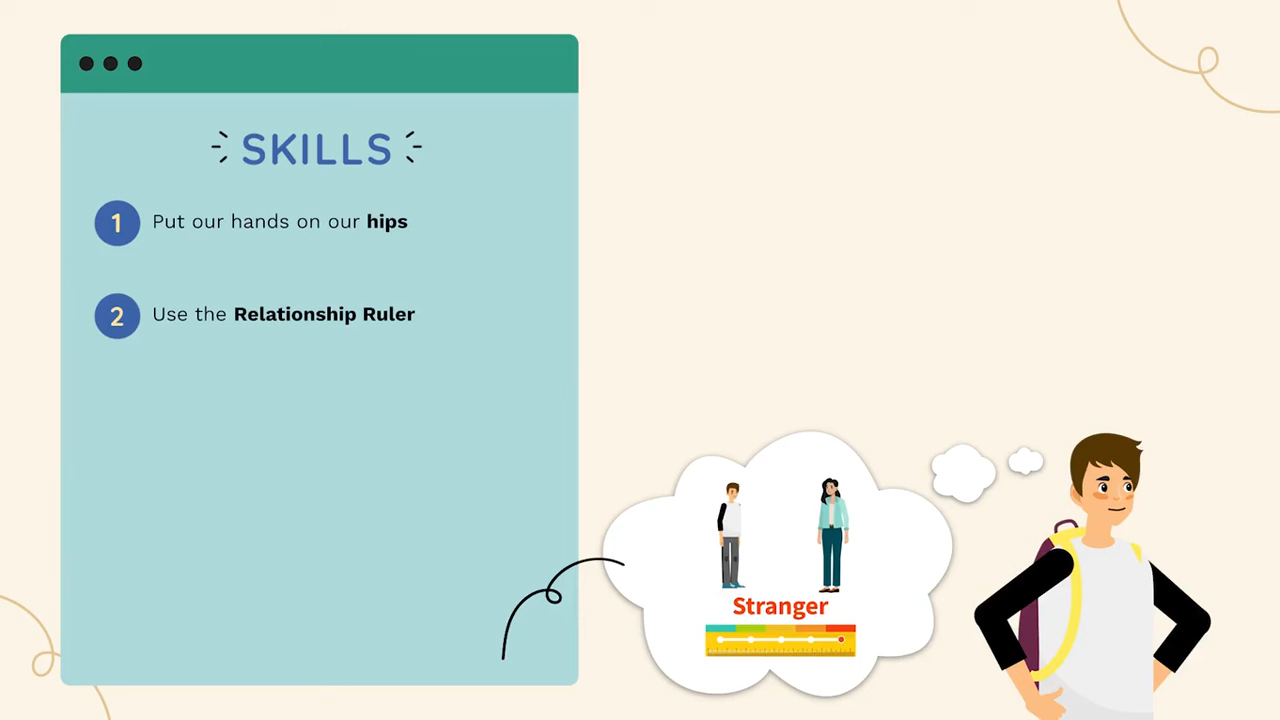 SKILLS
1 Put our hands on our hips
2 Use the Relationship Ruler
Stranger